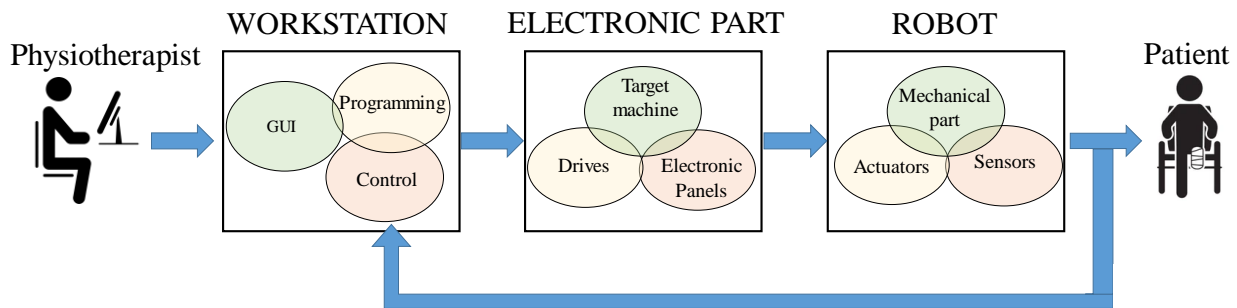 WORKSTATION
ELECTRONIC PART
ROBOT
Physiotherapist
Patient
GUI
Programming
Control
Target
machine
Drives
Electronic
Panels
Mechanical
part
Actuators
Sensors